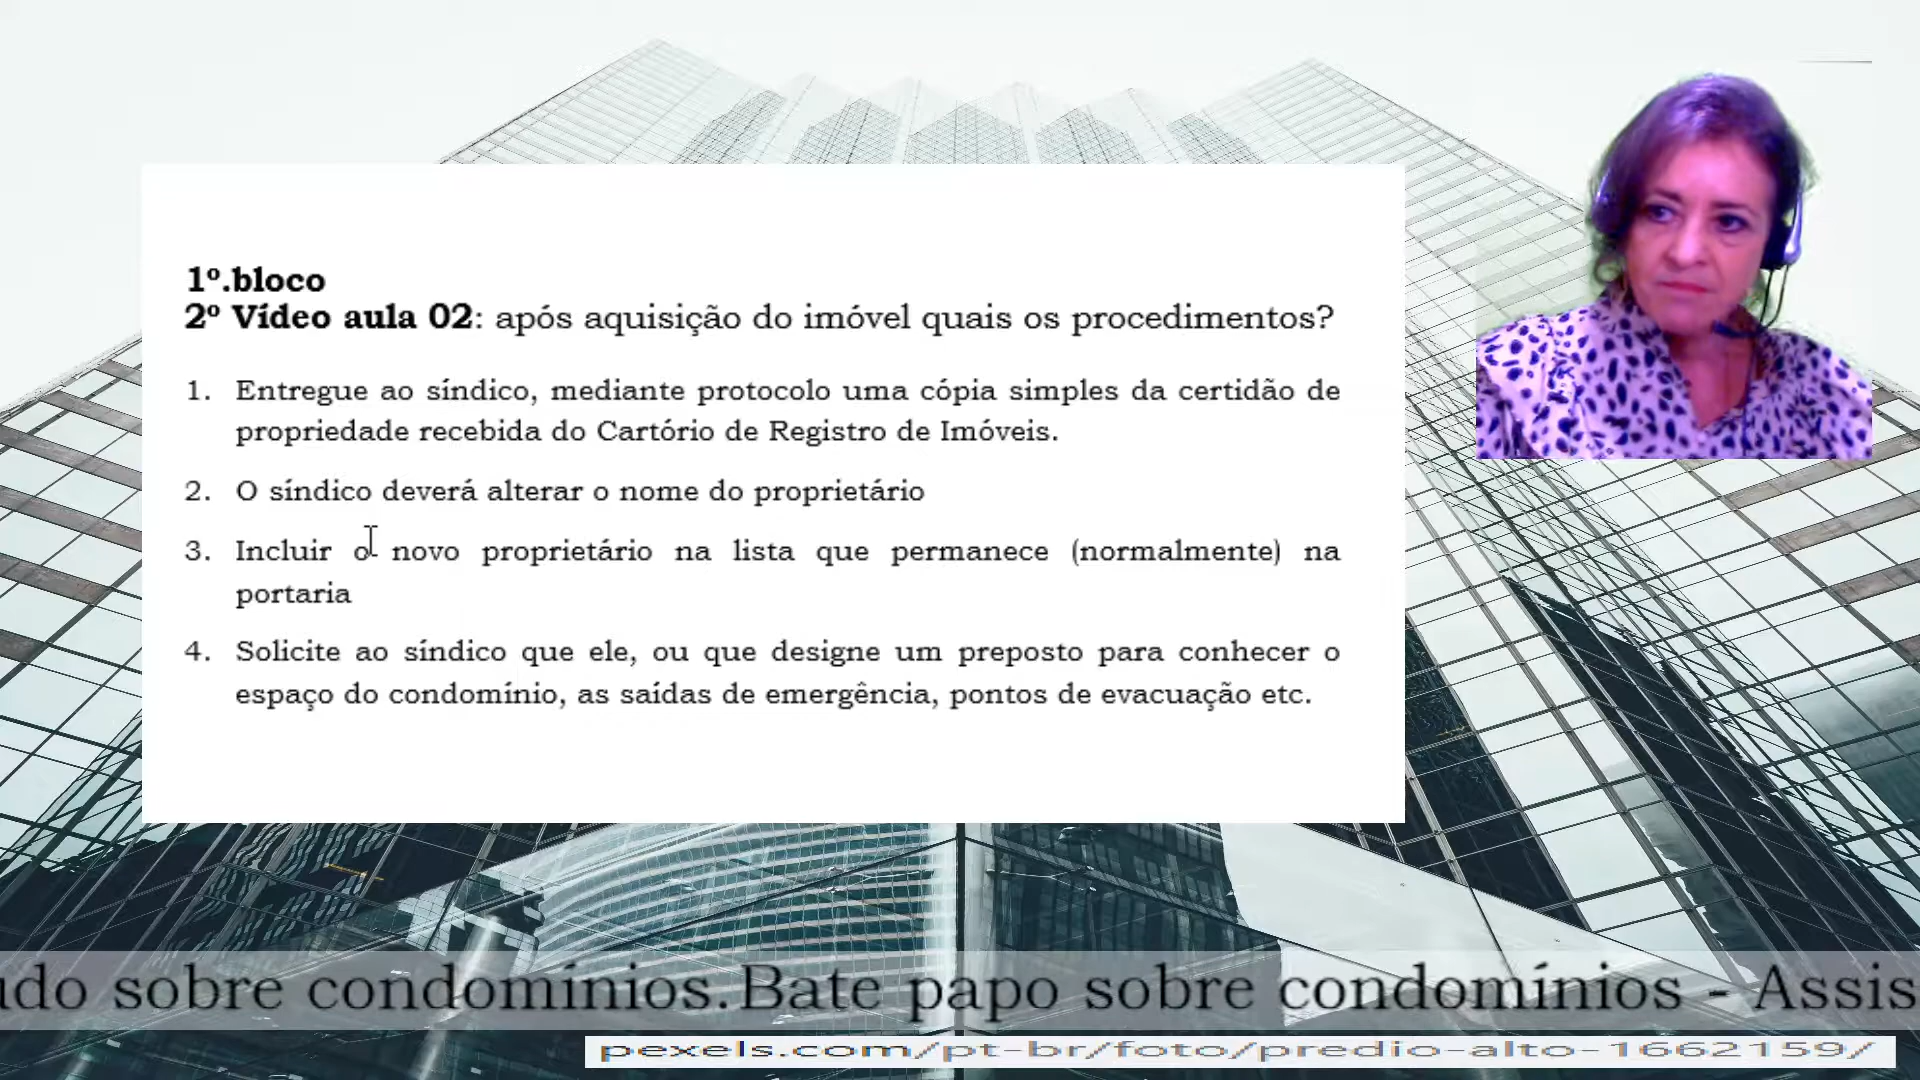 1º.bloco
2º Vídeo aula 02: após aquisição do imóvel quais os procedimentos?
1. Entregue ao síndico, mediante protocolo uma cópia simples da certidão de
propriedade recebida do Cartório de Registro de Imóveis.
2. O síndico deverá alterar o nome do proprietário
3. Incluir o novo proprietário na lista que permanece (normalmente) na
portaria
4. Solicite ao síndico que ele, ou que designe um preposto para conhecer o
espaço do condomínio, as saídas de emergência, pontos de evacuação etc.
udo sobre condomínios.Bate papo sobre condomínios - Assis
pexels.com/pt-br/foto/predio-alto-1662159/